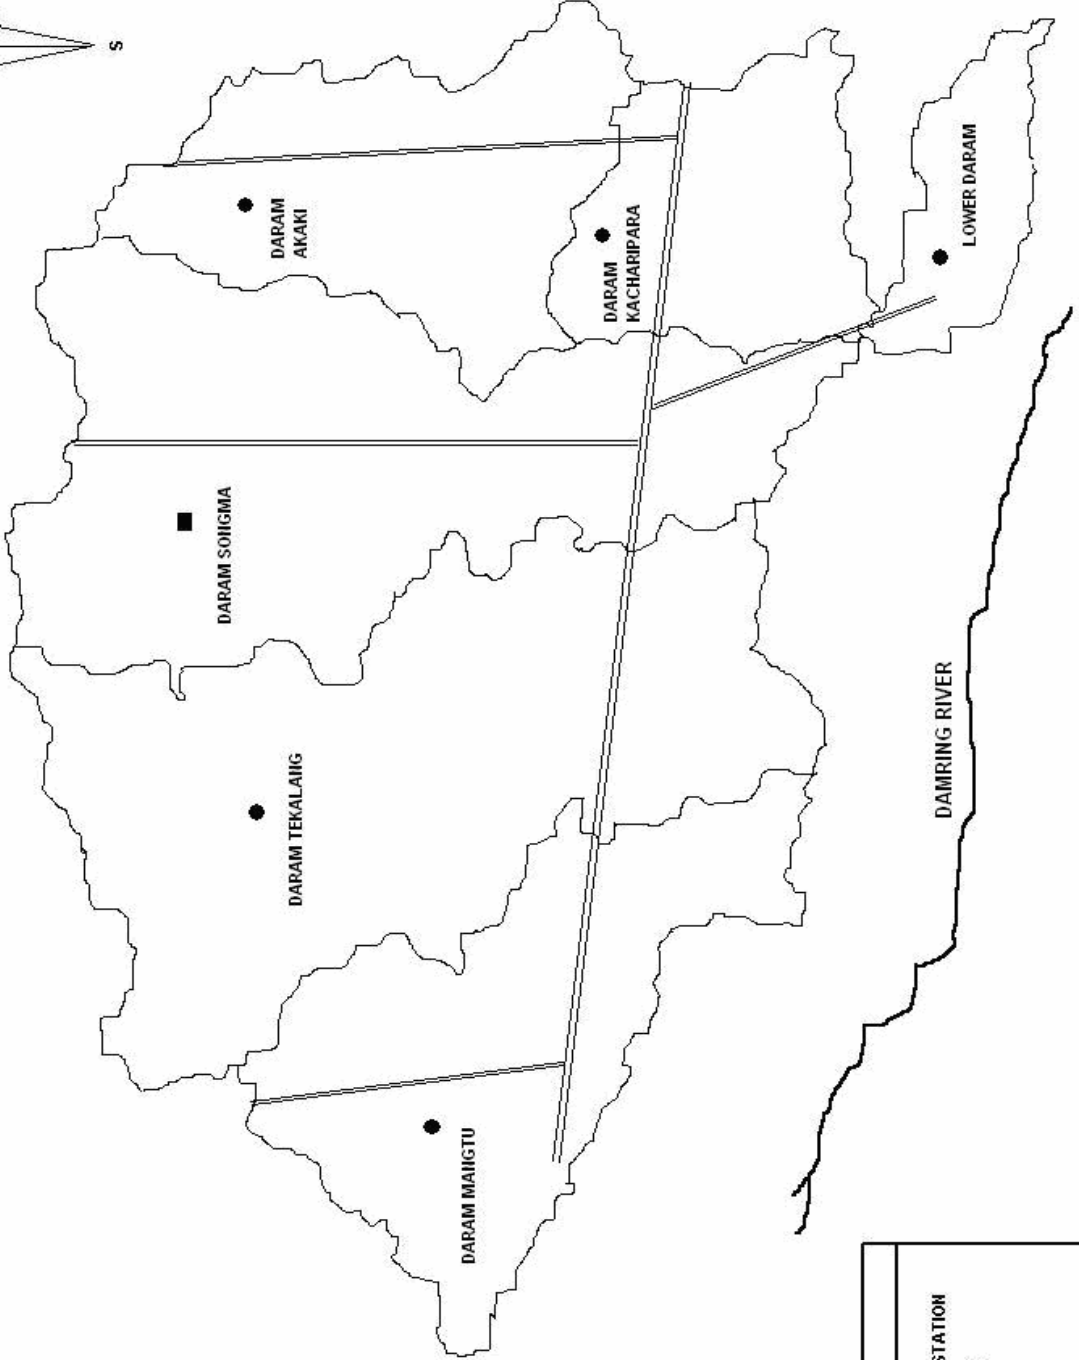 S
DARAM
AKAKI
DARAM
KACHARIPARA
LOWER DARAM
DARAM SONGMA
DARAM TEKALANG
DAMRING RIVER
DARAM MANGTU
STATION